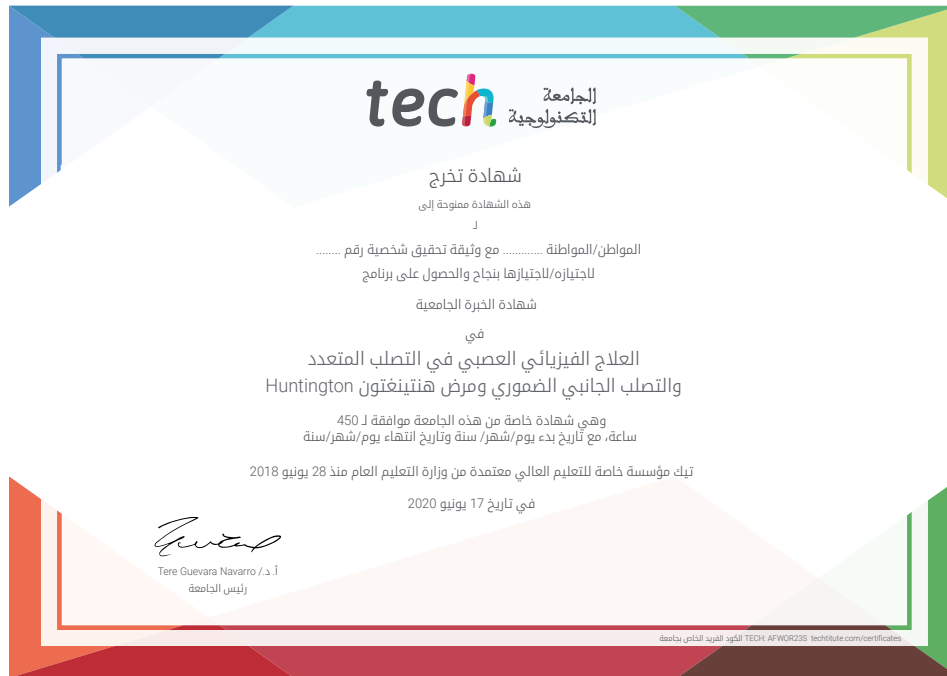 tech الجامعة
التكنولوجية
شهادة تخرج
هذه الشهادة ممنوحة إلى
لـ
المواطن/المواطنة ............. مع وثيقة تحقيق شخصية رقم ........
لاجتيازه/لاجتيازها بنجاح والحصول على برنامج
شهادة الخبرة الجامعية
في
العلاج الفيزيائي العصبي في التصلب المتعدد
والتصلب الجانبي الضموري ومرض هنتينغتون Huntington
وهي شهادة خاصة من هذه الجامعة موافقة لـ 450
ساعة، مع تاريخ بدء يوم/شهر/ سنة وتاريخ انتهاء يوم/شهر/سنة
تيك مؤسسة خاصة للتعليم العالي معتمدة من وزارة التعليم العام منذ 28 يونيو 2018
في تاريخ 17 يونيو 2020
أ. د./ Tere Guevara Navarro
رئيس الجامعة
الكود الفريد الخاص بجامعة TECH: AFWOR23S techtitute.com/certificates